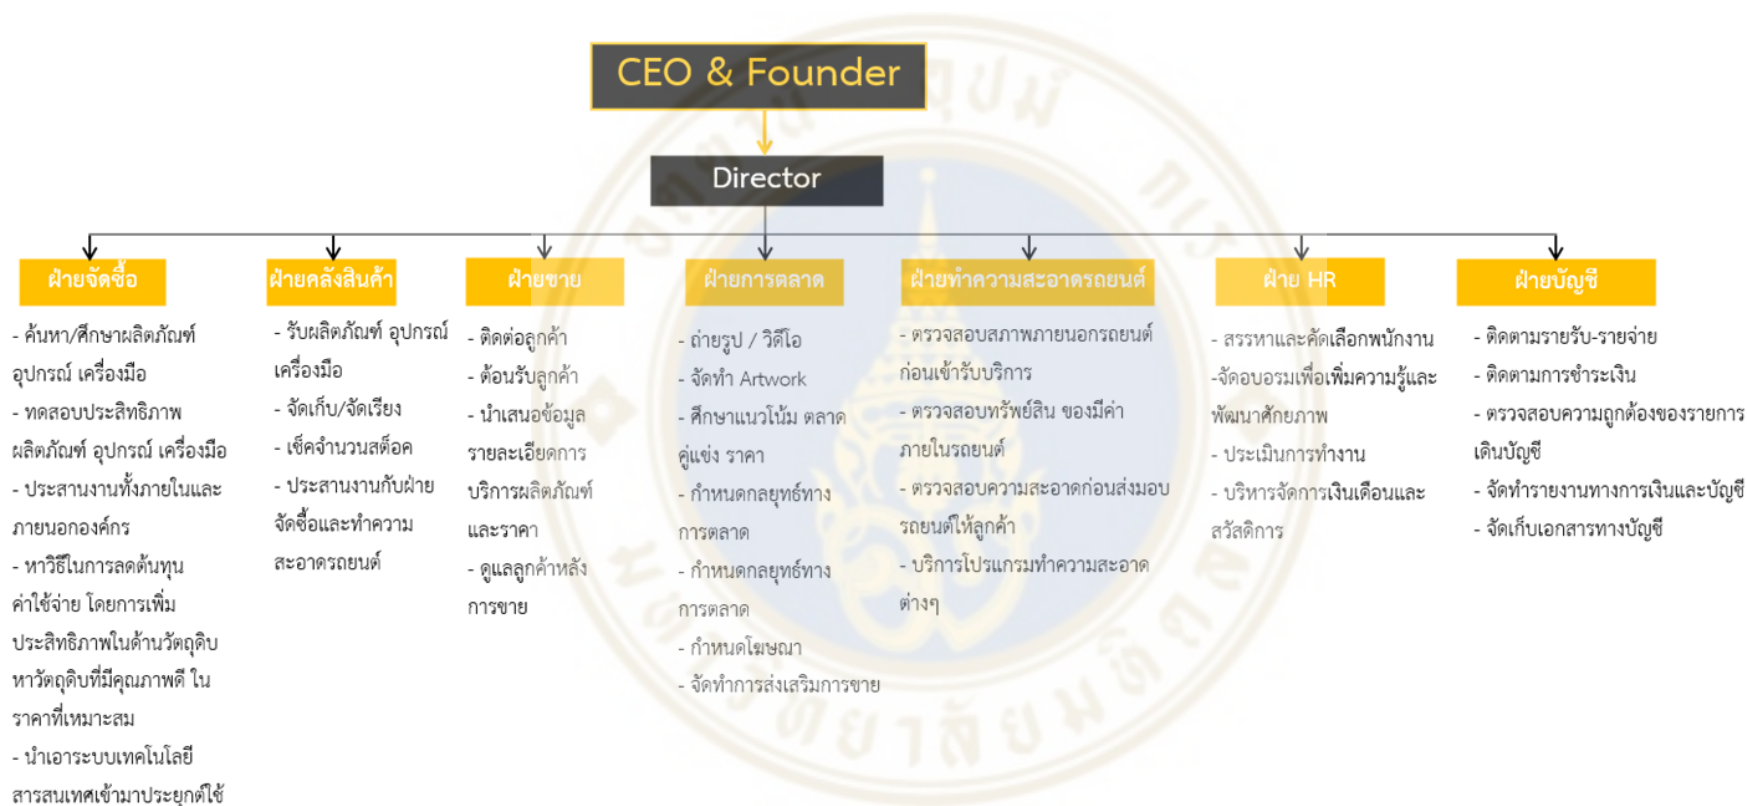 CEO & Founder
Director
ฝ่ายจัดซื้อ
- ค้นหา/ศึกษาผลิตภัณฑ์
อุปกรณ์ เครื่องมือ
- ทดสอบประสิทธิภาพ
ผลิตภัณฑ์ อุปกรณ์ เครื่องมือ
- ประสานงานทั้งภายในและ
ภายนอกองค์กร
- หาวิธีในการลดต้นทุน
ค่าใช้จ่าย โดยการเพิ่ม
ประสิทธิภาพในด้านวัตถุดิบ
หาวัตถุดิบที่มีคุณภาพดี ใน
ราคาที่เหมาะสม
- นำเอาระบบเทคโนโลยี
สารสนเทศเข้ามาประยุกต์ใช้
ฝ่ายคลังสินค้า
- รับผลิตภัณฑ์ อุปกรณ์
เครื่องมือ
- จัดเก็บ/จัดเรียง
- เช็คจำนวนสต็อค
- ประสานงานกับฝ่าย
จัดซื้อและทำความ
สะอาดรถยนต์
ฝ่ายขาย
- ติดต่อลูกค้า
- ต้อนรับลูกค้า
- นำเสนอข้อมูล
รายละเอียดการ
บริการผลิตภัณฑ์
และราคา
- ดูแลลูกค้าหลัง
การขาย
ฝ่ายการตลาด
- ถ่ายรูป / วิดีโอ
- จัดทำ Artwork
- ศึกษาแนวโน้ม ตลาด
คู่แข่ง ราคา
- กำหนดกลยุทธ์ทาง
การตลาด
- กำหนดกลยุทธ์ทาง
การตลาด
- กำหนดโฆษณา
- จัดทำการส่งเสริมการขาย
ฝ่ายทำความสะอาดรถยนต์
- ตรวจสอบสภาพภายนอกรถยนต์
ก่อนเข้ารับบริการ
- ตรวจสอบทรัพย์สิน ของมีค่า
ภายในรถยนต์
- ตรวจสอบความสะอาดก่อนส่งมอบ
รถยนต์ให้ลูกค้า
- บริการโปรแกรมทำความสะอาด
ต่างๆ
ฝ่าย HR
- สรรหาและคัดเลือกพนักงาน
-จัดอบอรมเพื่อเพิ่มความรู้และ
พัฒนาศักยภาพ
- ประเมินการทำงาน
- บริหารจัดการเงินเดือนและ
สวัสดิการ
ฝ่ายบัญชี
- ติดตามรายรับ-รายจ่าย
- ติดตามการชำระเงิน
- ตรวจสอบความถูกต้องของรายการ
เดินบัญชี
- จัดทำรายงานทางการเงินและบัญชี
- จัดเก็บเอกสารทางบัญชี
อตฺตานํ อุปมํ กเร
มหาวิทยาลัยมหิดล